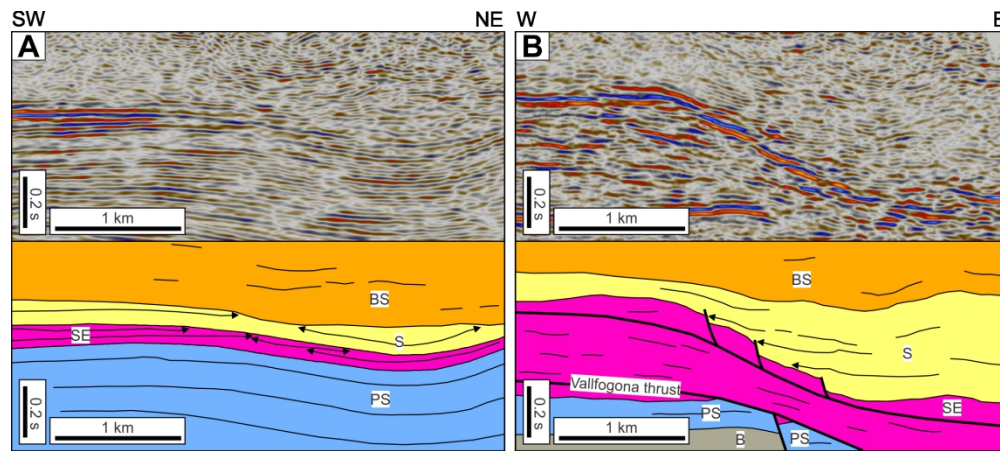 SW NE W E
A B
0.2 s 1 km 0.2 s 1 km
BS BS
SE S S
Vallfogona thrust SE
PS PS PS
0.2 s 1 km 0.2 s 1 km B